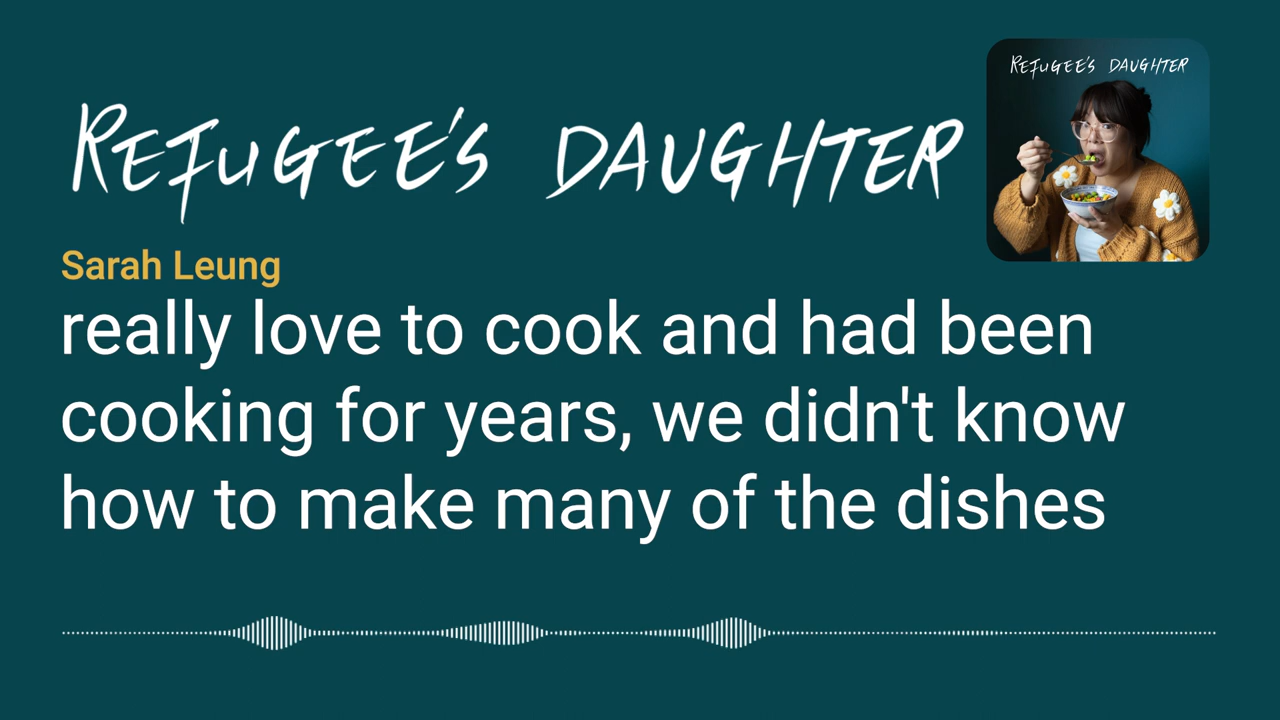 REFUGEE'S DAUGHTER
REFUGEE'S DAUGHTER
Sarah Leung
really love to cook and had been
cooking for years, we didn't know
how to make many of the dishes